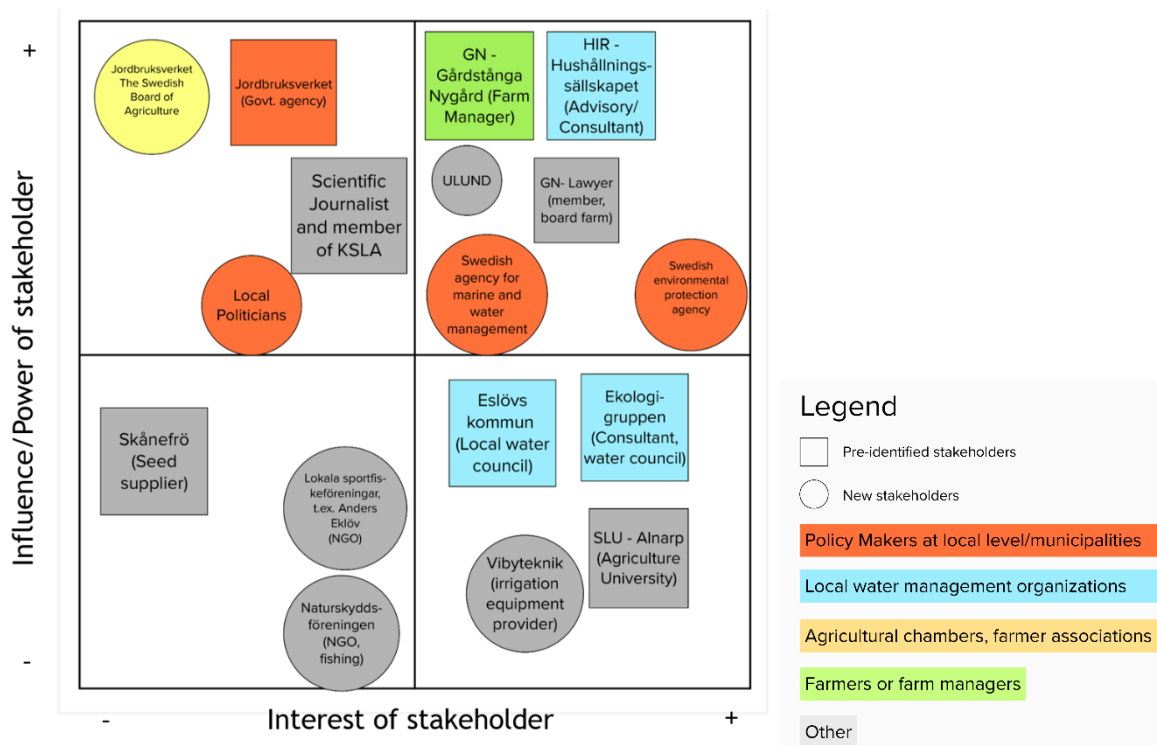 Influence/Power of stakeholder
+
-
Jordbruksverket
The Swedish
Board of
Agriculture
Jordbruksverket
(Govt. agency)
Scientific
Journalist
and member
of KSLA
Local
Politicians
GN -
Gårdstånga
Nygård (Farm
Manager)
HIR -
Hushållnings-
sällskapet
(Advisory/
Consultant)
ULUND
GN- Lawyer
(member,
board farm)
Swedish
agency for
marine and
water
management
Swedish
environmental
protection
agency
Skånefrö
(Seed
supplier)
Lokala sportfis-
keföreningar,
t.ex. Anders
Eklöv
(NGO)
Naturskydds-
föreningen
(NGO,
fishing)
Eslövs
kommun
(Local water
council)
Ekologi-
gruppen
(Consultant,
water council)
Vibyteknik
(irrigation
equipment
provider)
SLU - Alnarp
(Agriculture
University)
-
Interest of stakeholder
+
Legend
Pre-identified stakeholders
New stakeholders
Policy Makers at local level/municipalities
Local water management organizations
Agricultural chambers, farmer associations
Farmers or farm managers
Other